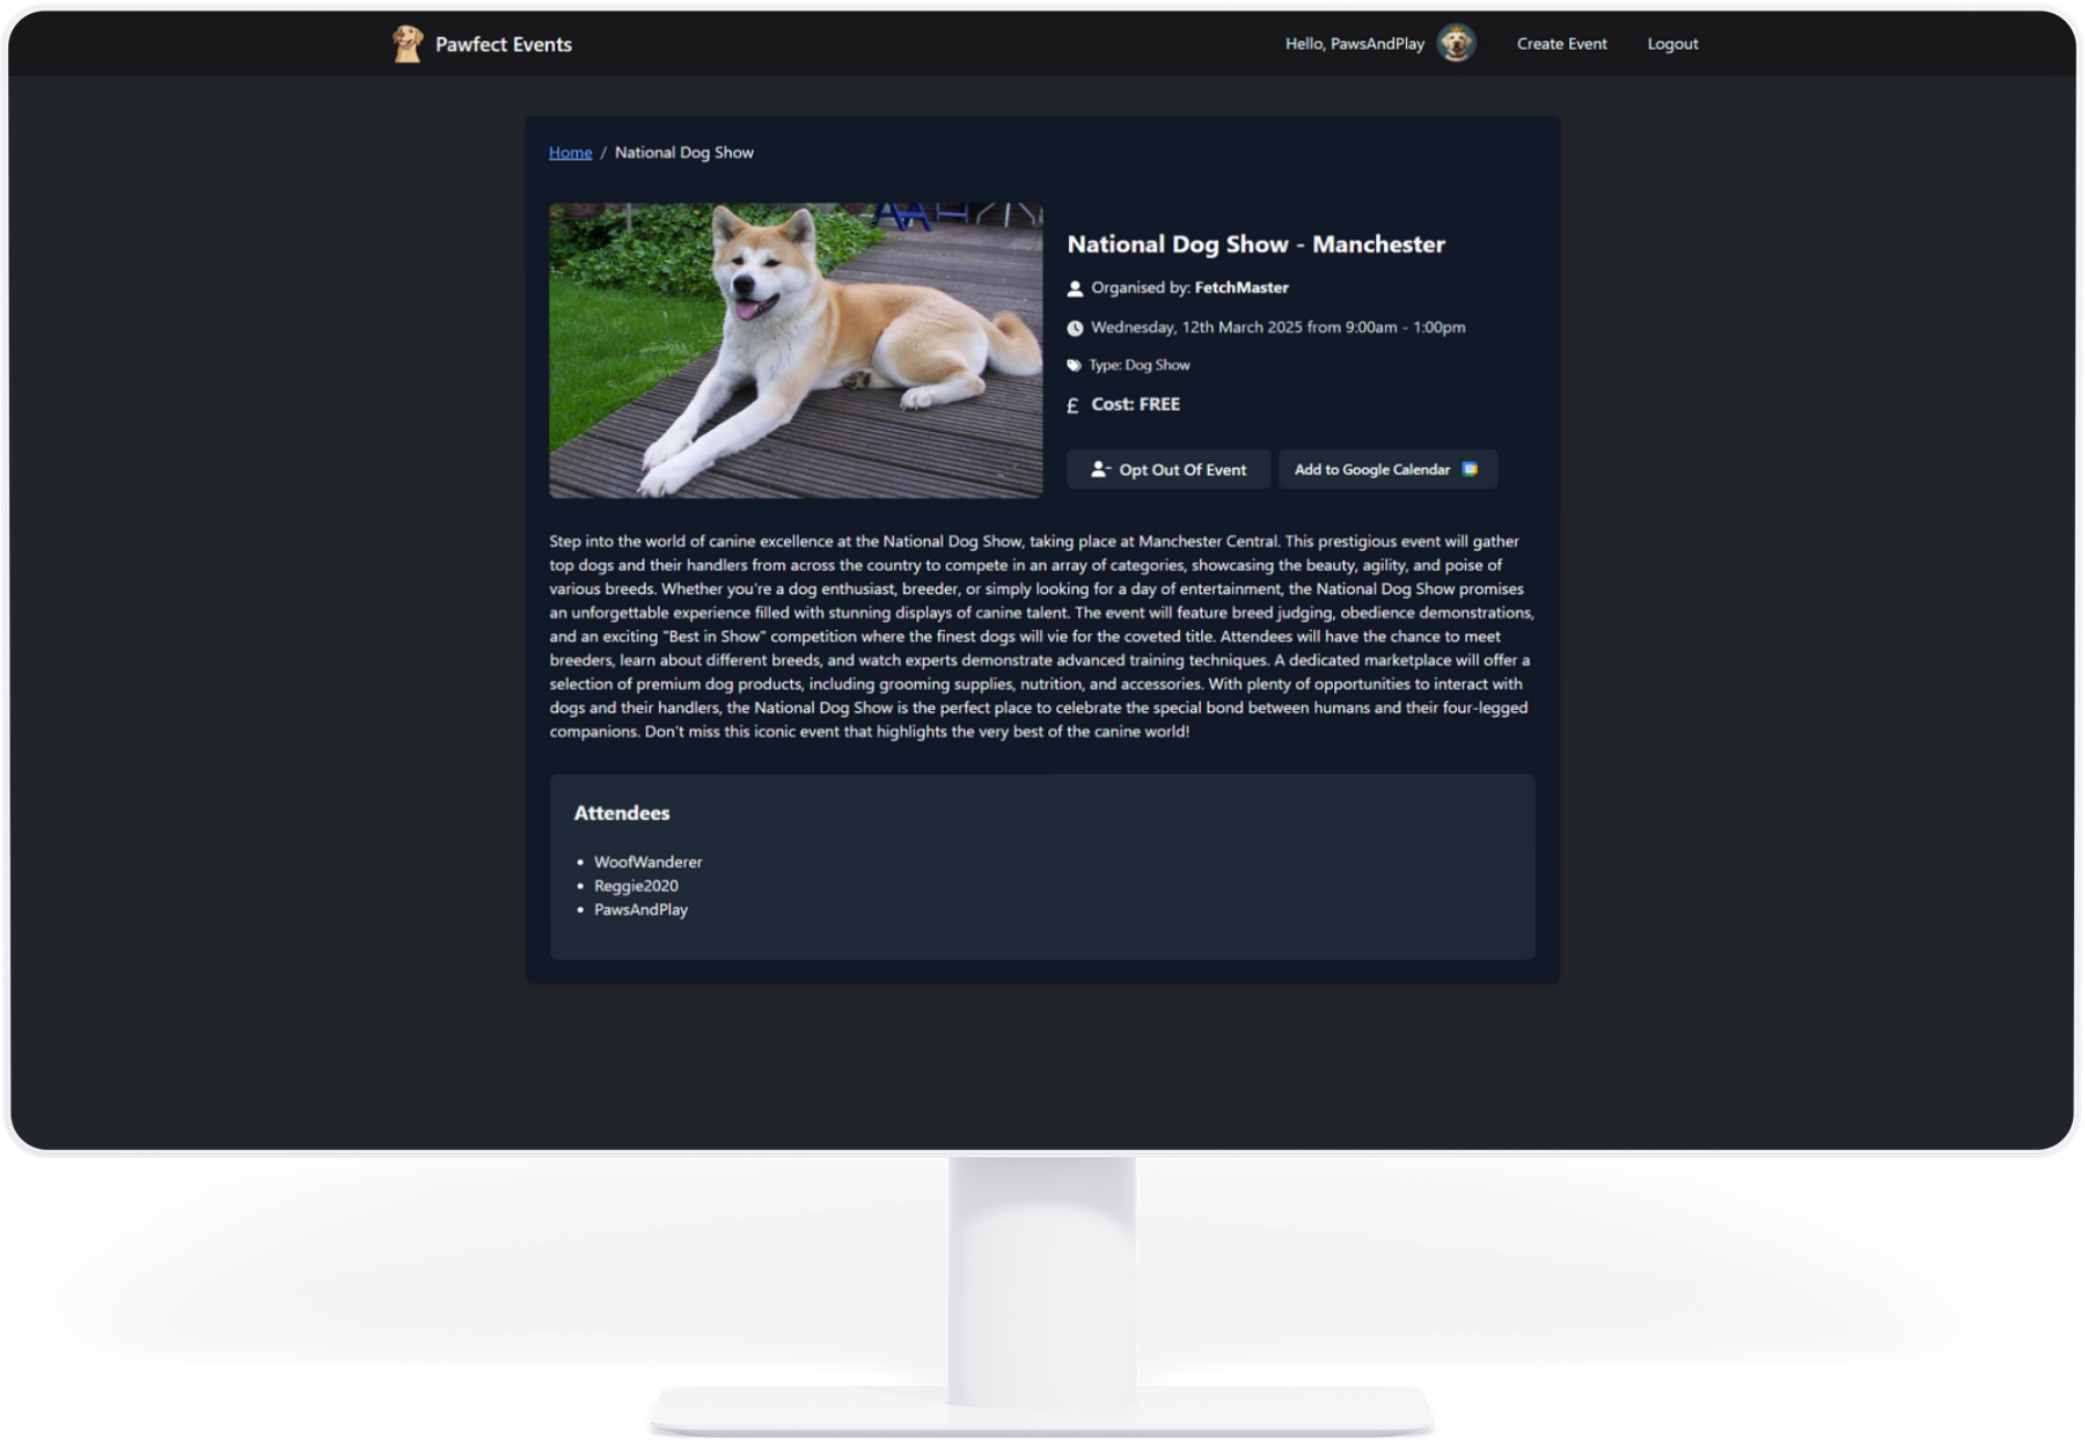 Pawfect Events
Hello, PawsAndPlay
Create Event
Logout
Home / National Dog Show
National Dog Show - Manchester
Organised by: FetchMaster
Wednesday, 12th March 2025 from 9:00am - 1:00pm
Type: Dog Show
£ Cost: FREE
Opt Out Of Event
Add to Google Calendar
Step into the world of canine excellence at the National Dog Show, taking place at Manchester Central. This prestigious event will gather
top dogs and their handlers from across the country to compete in an array of categories, showcasing the beauty, agility, and poise of
various breeds. Whether you're a dog enthusiast, breeder, or simply looking for a day of entertainment, the National Dog Show promises
an unforgettable experience filled with stunning displays of canine talent. The event will feature breed judging, obedience demonstrations,
and an exciting "Best in Show" competition where the finest dogs will vie for the coveted title. Attendees will have the chance to meet
breeders, learn about different breeds, and watch experts demonstrate advanced training techniques. A dedicated marketplace will offer a
selection of premium dog products, including grooming supplies, nutrition, and accessories. With plenty of opportunities to interact with
dogs and their handlers, the National Dog Show is the perfect place to celebrate the special bond between humans and their four-legged
companions. Don't miss this iconic event that highlights the very best of the canine world!
Attendees
• WoofWanderer
• Reggie2020
• PawsAndPlay